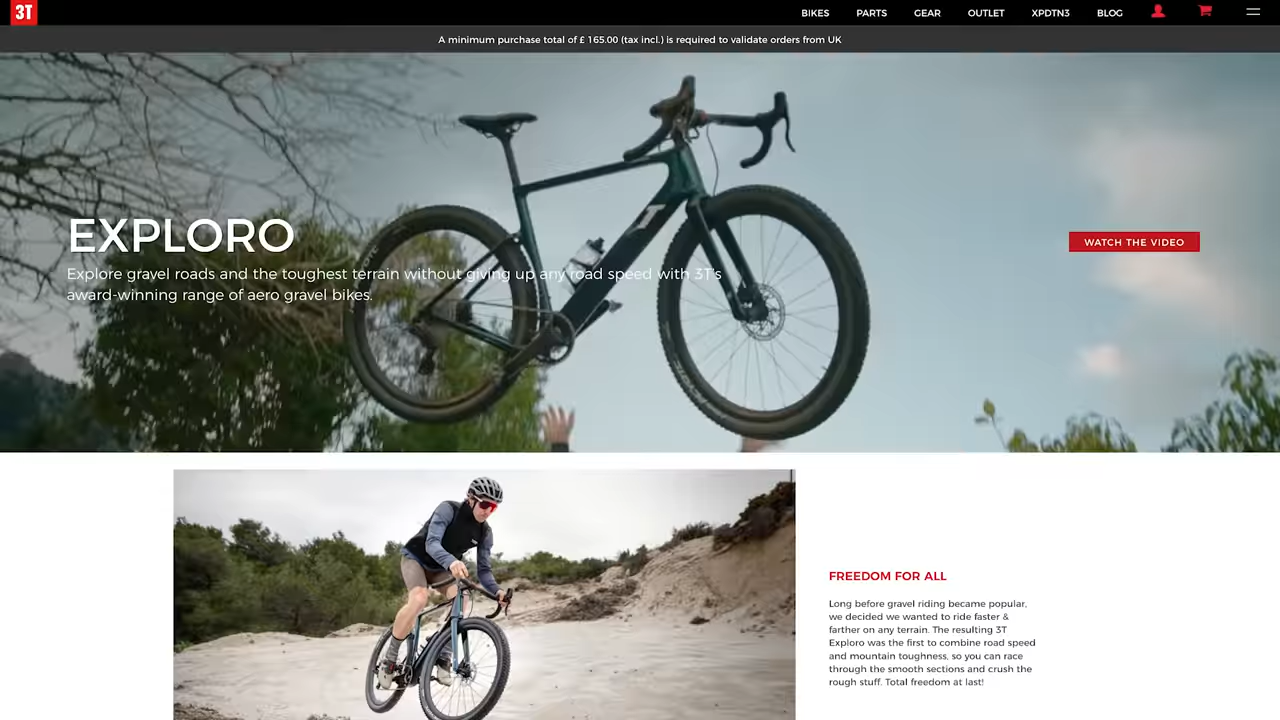 3T
BIKES PARTS GEAR OUTLET XPDTN3 BLOG
A minimum purchase total of £ 165.00 (tax incl.) is required to validate orders from UK
EXPLORO
Explore gravel roads and the toughest terrain without giving up any road speed with 3T's
award-winning range of aero gravel bikes.
WATCH THE VIDEO
FREEDOM FOR ALL
Long before gravel riding became popular,
we decided we wanted to ride faster &
farther on any terrain. The resulting 3T
Exploro was the first to combine road speed
and mountain toughness, so you can race
through the smooth sections and crush the
rough stuff. Total freedom at last!